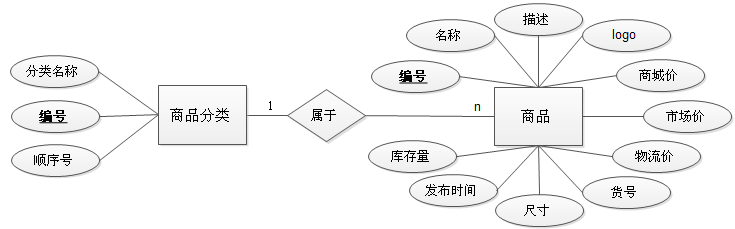 描述
名称
logo
编号
商城价
分类名称
编号
顺序号
商品分类
1
属于
n
商品
市场价
库存量
物流价
发布时间
货号
尺寸